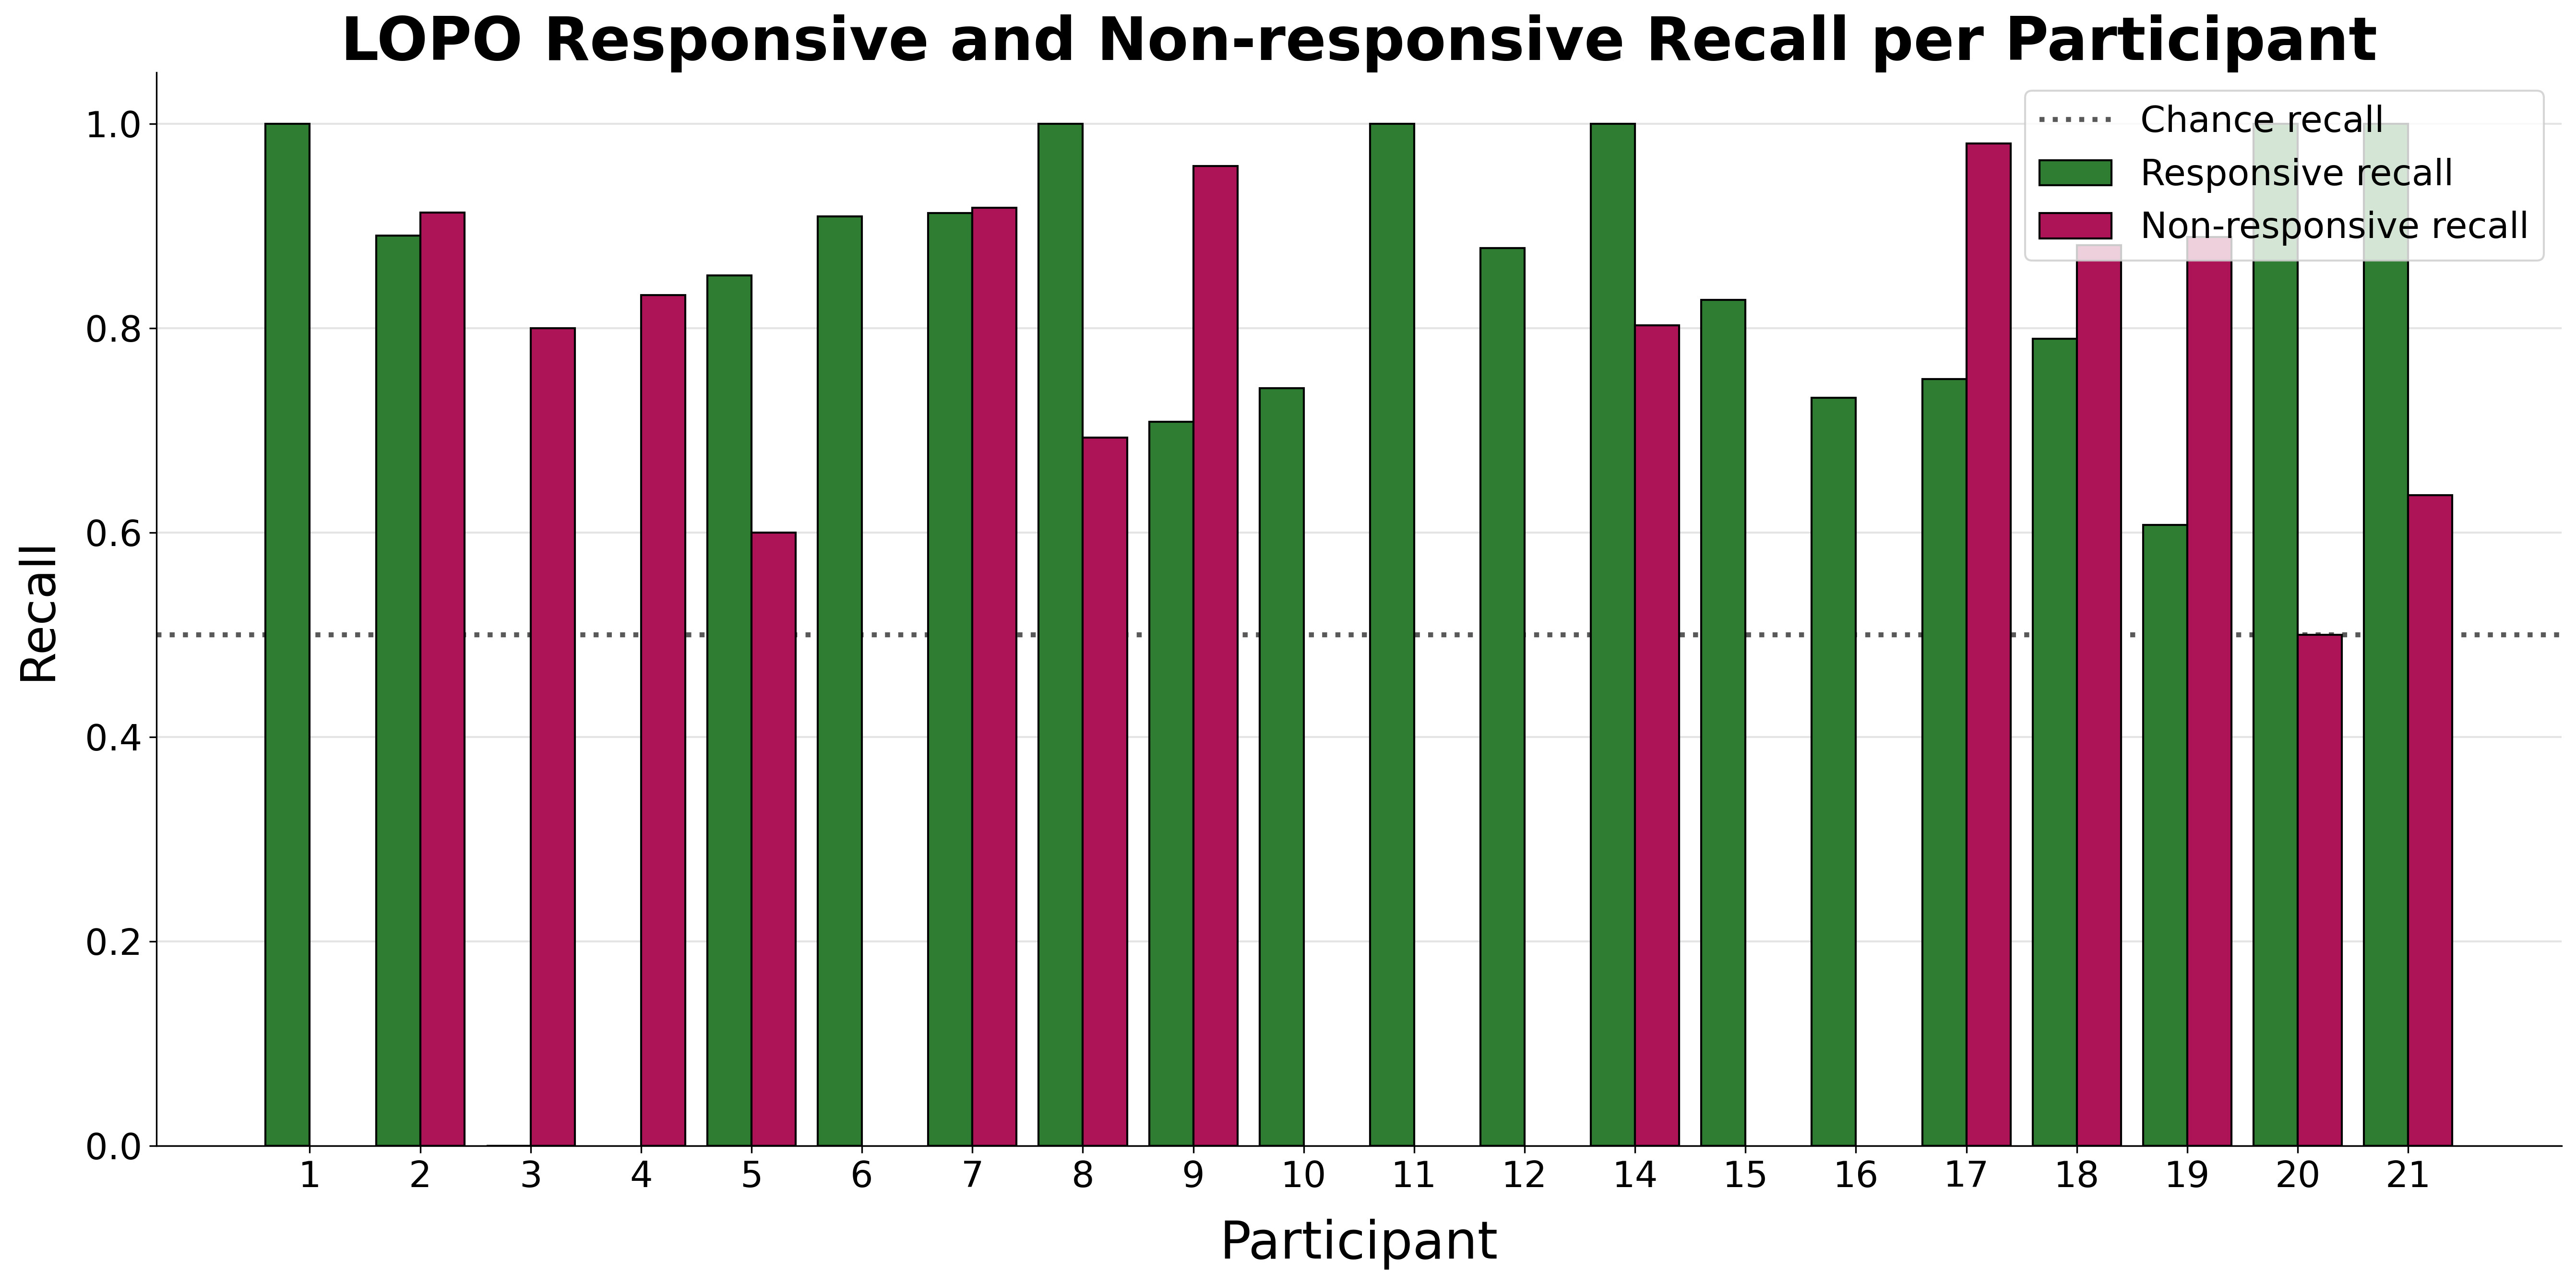 LOPO Responsive and Non-responsive Recall per Participant
Chance recall
Responsive recall
Non-responsive recall
Recall
1.0
0.8
0.6
0.4
0.2
0.0
1 2 3 4 5 6 7 8 9 10 11 12 14 15 16 17 18 19 20 21
Participant